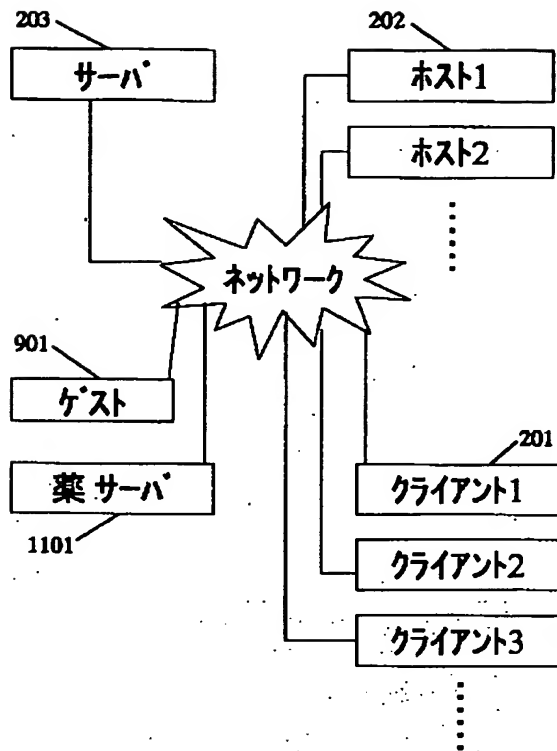 203
サーバ
202
ホスト1
ホスト2
ネットワーク
901
ゲスト
薬サーバ
1101
201
クライアント1
クライアント2
クライアント3